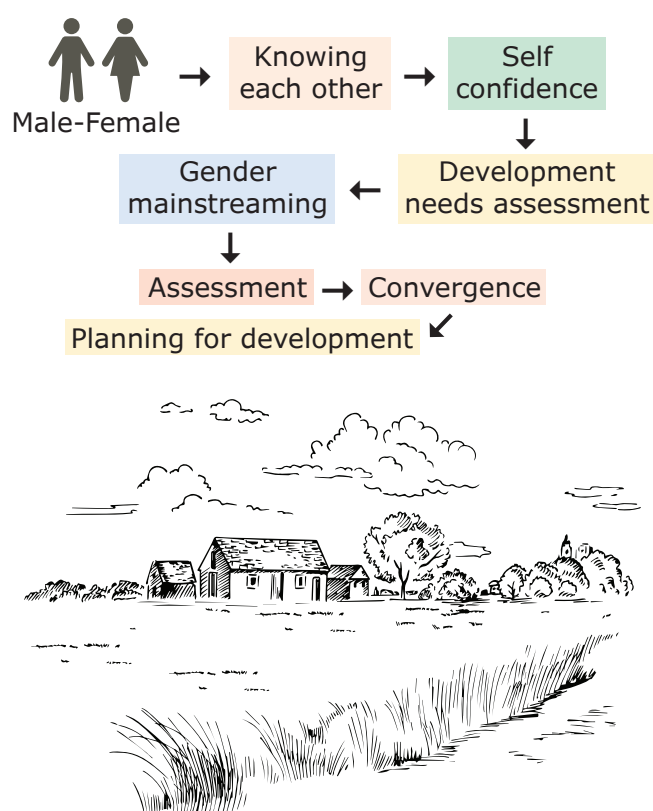 Male-Female
Knowing
each other
Self
confidence
Development
needs assessment
Gender
mainstreaming
Assessment
Convergence
Planning for development